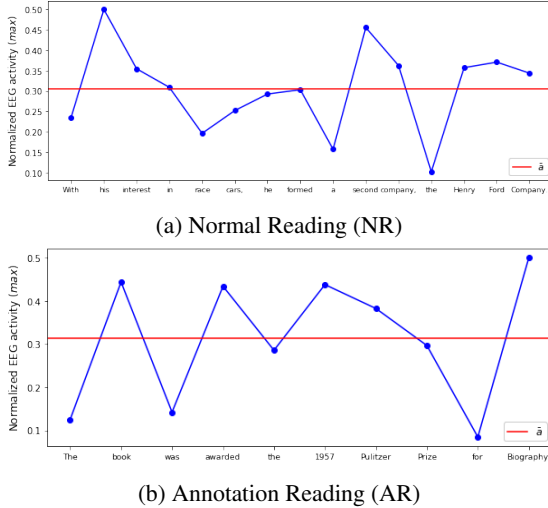 Normalized EEG activity (max)
0.50
0.45
0.40
0.35
0.30
0.25
0.20
0.15
0.10
ā
With his interest in race cars, he formed a second company, the Henry Ford Company
(a) Normal Reading (NR)
Normalized EEG activity (max)
0.5
0.4
0.3
0.2
0.1
ā
The book was awarded the 1957 Pulitzer Prize for Biography
(b) Annotation Reading (AR)